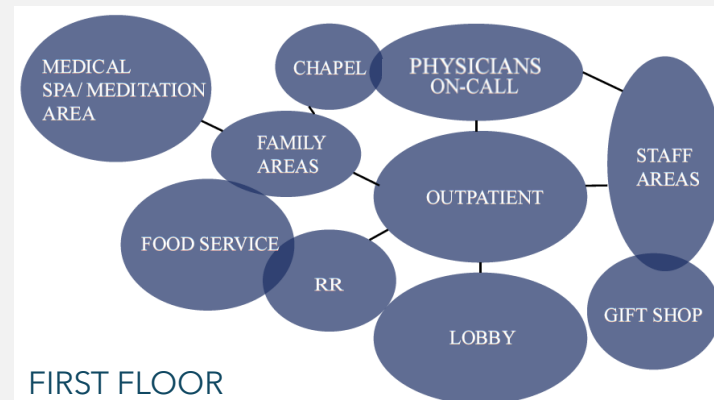 MEDICAL
SPA/ MEDITATION
AREA
CHAPEL
PHYSICIANS
ON-CALL
FAMILY
AREAS
STAFF
AREAS
OUTPATIENT
FOOD SERVICE
RR
GIFT SHOP
LOBBY
FIRST FLOOR